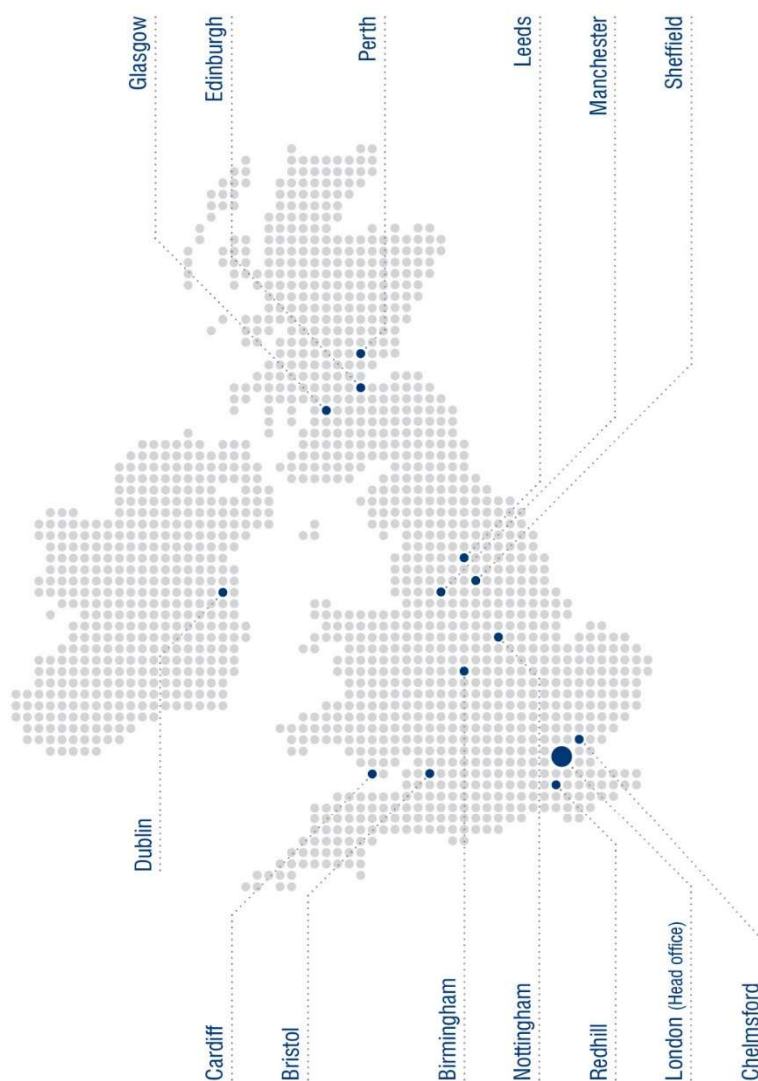 Glasgow
Edinburgh
Perth
Leeds
Manchester
Sheffield
Dublin
Cardiff
Bristol
Birmingham
Nottingham
Redhill
London (Head office)
Chelmsford